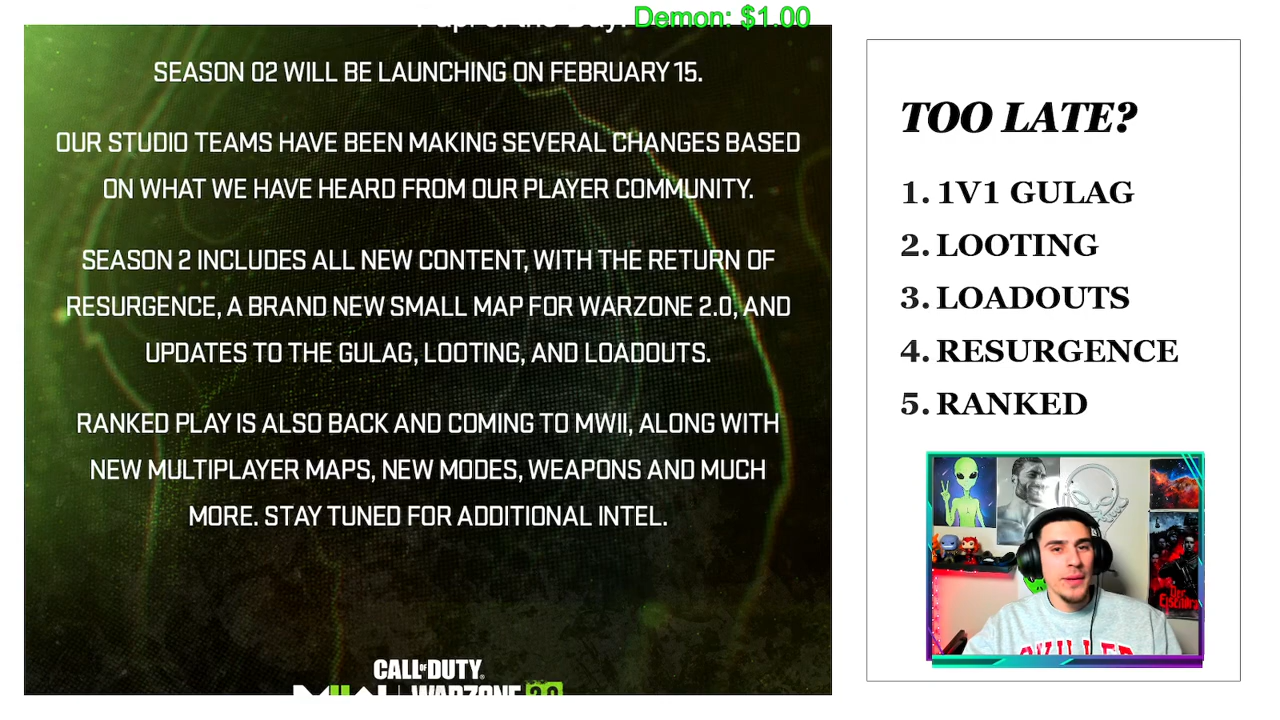 Demon: $1.00
SEASON 02 WILL BE LAUNCHING ON FEBRUARY 15.
OUR STUDIO TEAMS HAVE BEEN MAKING SEVERAL CHANGES BASED
ON WHAT WE HAVE HEARD FROM OUR PLAYER COMMUNITY.
SEASON 2 INCLUDES ALL NEW CONTENT, WITH THE RETURN OF
RESURGENCE, A BRAND NEW SMALL MAP FOR WARZONE 2.0, AND
UPDATES TO THE GULAG, LOOTING, AND LOADOUTS.
RANKED PLAY IS ALSO BACK AND COMING TO MWII, ALONG WITH
NEW MULTIPLAYER MAPS, NEW MODES, WEAPONS AND MUCH
MORE. STAY TUNED FOR ADDITIONAL INTEL.
CALL OF DUTY
WARZONE 2.0
TOO LATE?
1. 1V1 GULAG
2. LOOTING
3. LOADOUTS
4. RESURGENCE
5. RANKED
Der
Eisendrache